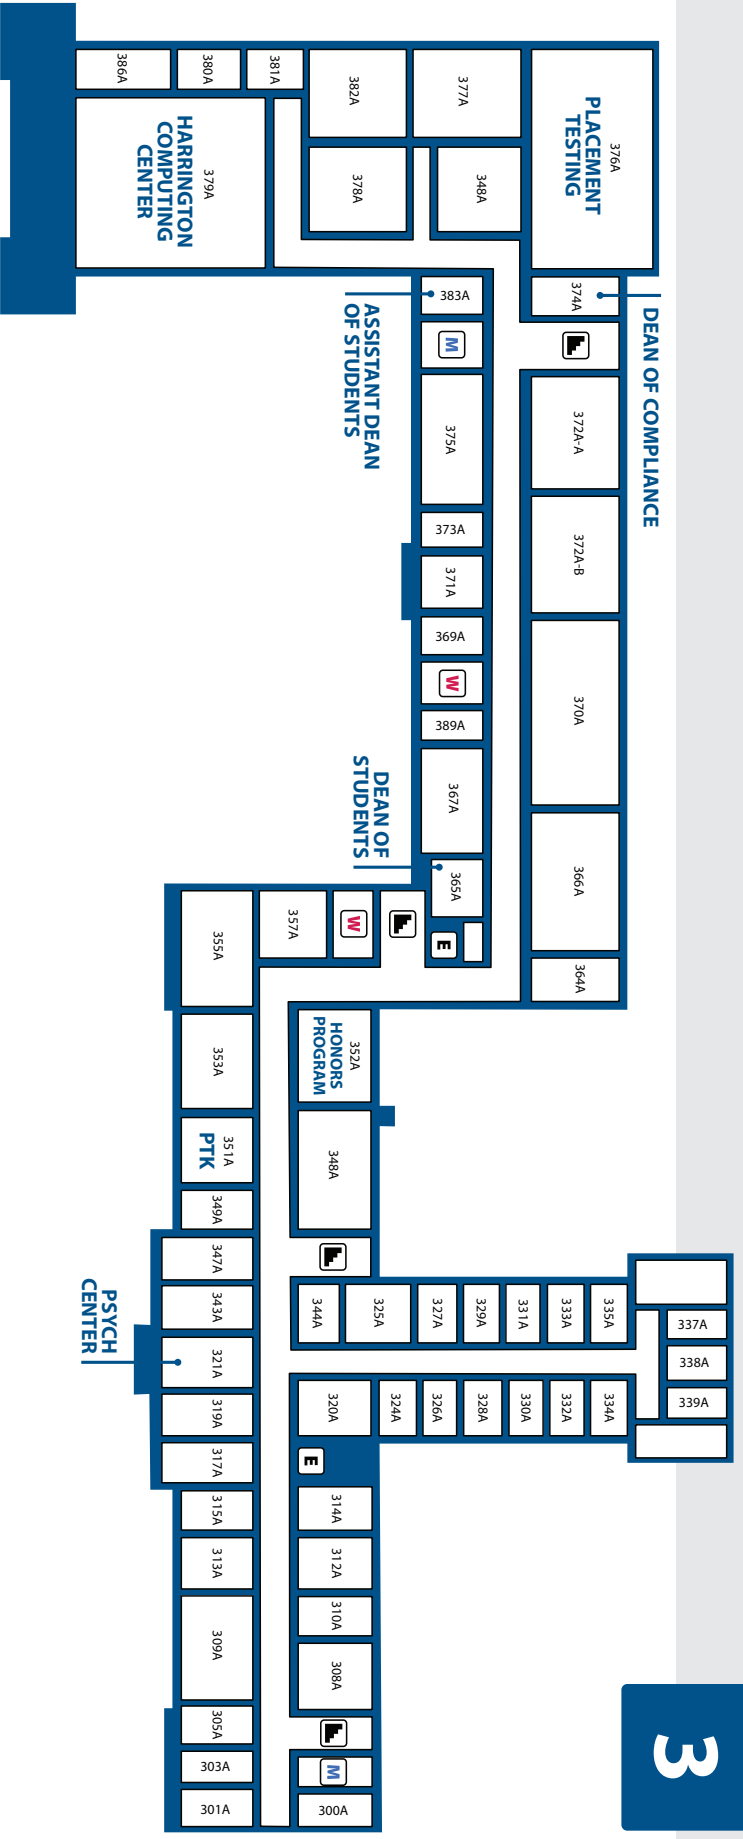 386A
380A
381A
382A
377A
376A
PLACEMENT
TESTING
379A
HARRINGTON
COMPUTING
CENTER
378A
348A
383A
374A
DEAN OF COMPLIANCE
ASSISTANT DEAN
OF STUDENTS
M
375A
372A-A
373A
371A
372A-B
369A
W
389A
370A
367A
DEAN OF
STUDENTS
365A
366A
E
364A
355A
357A
W
353A
352A
HONORS
PROGRAM
351A
PTK
348A
349A
347A
343A
344A
325A
327A
329A
331A
333A
335A
337A
338A
339A
PSYCH
CENTER
321A
319A
320A
324A
326A
328A
330A
332A
334A
317A
E
315A
314A
313A
312A
309A
310A
308A
305A
303A
M
301A
300A
3